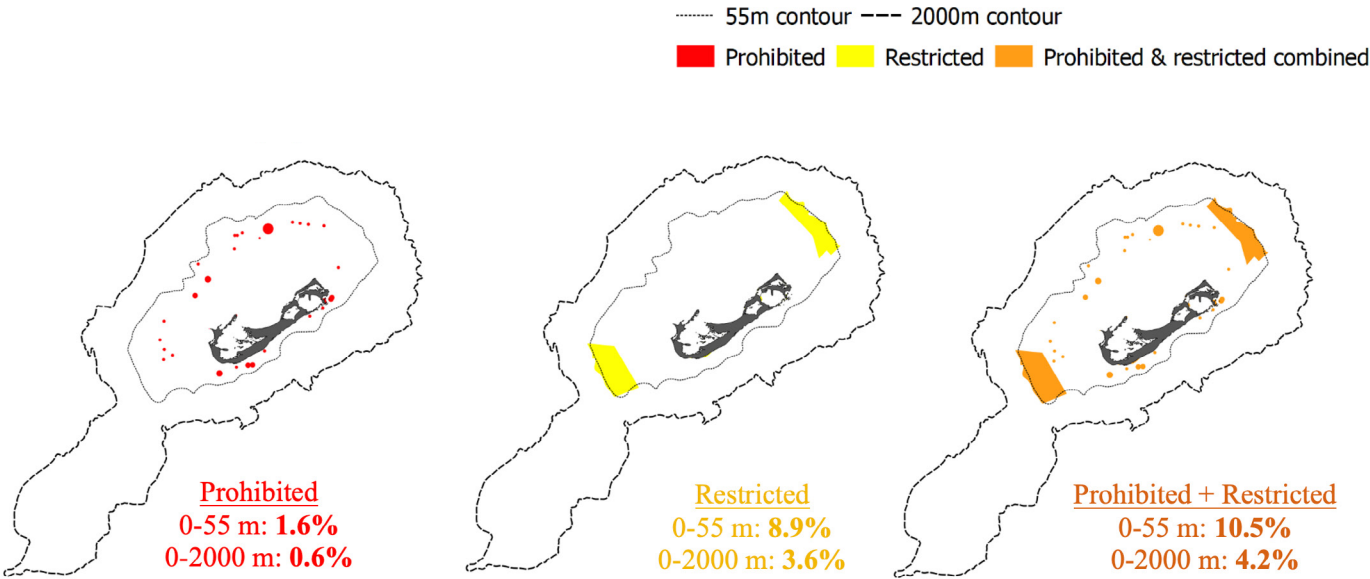 55m contour 2000m contour
Prohibited Restricted Prohibited & restricted combined
Prohibited
0-55 m: 1.6%
0-2000 m: 0.6%
Restricted
0-55 m: 8.9%
0-2000 m: 3.6%
Prohibited + Restricted
0-55 m: 10.5%
0-2000 m: 4.2%